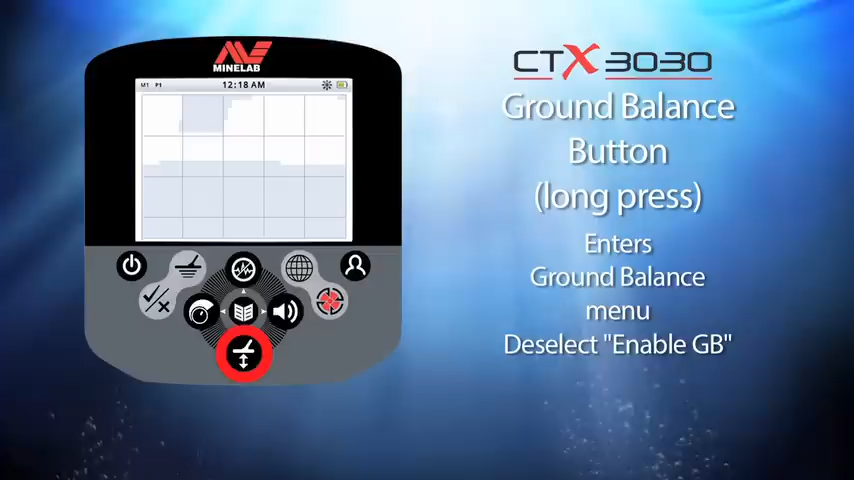 MINELAB
M1 P1
12:18 AM
CTX 3030
Ground Balance
Button
(long press)
Enters
Ground Balance
menu
Deselect "Enable GB"